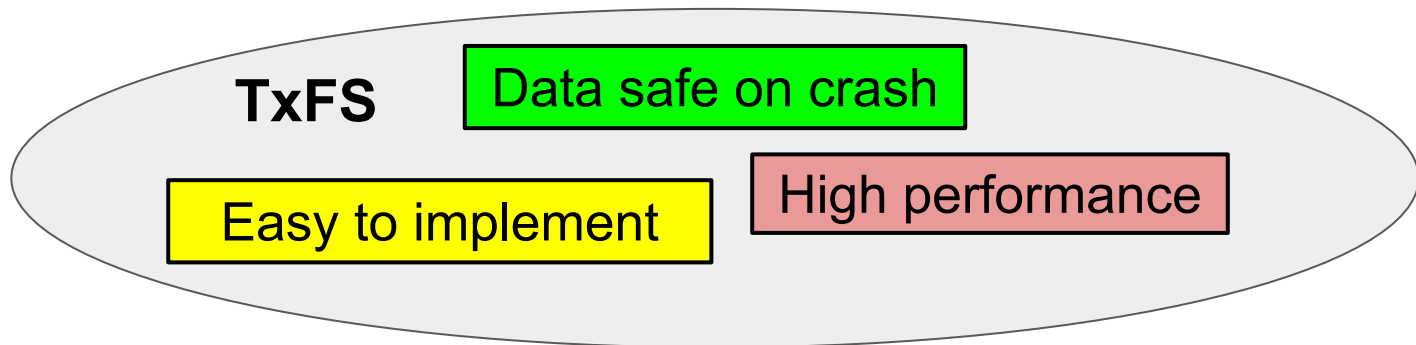 TxFS
Data safe on crash
High performance
Easy to implement